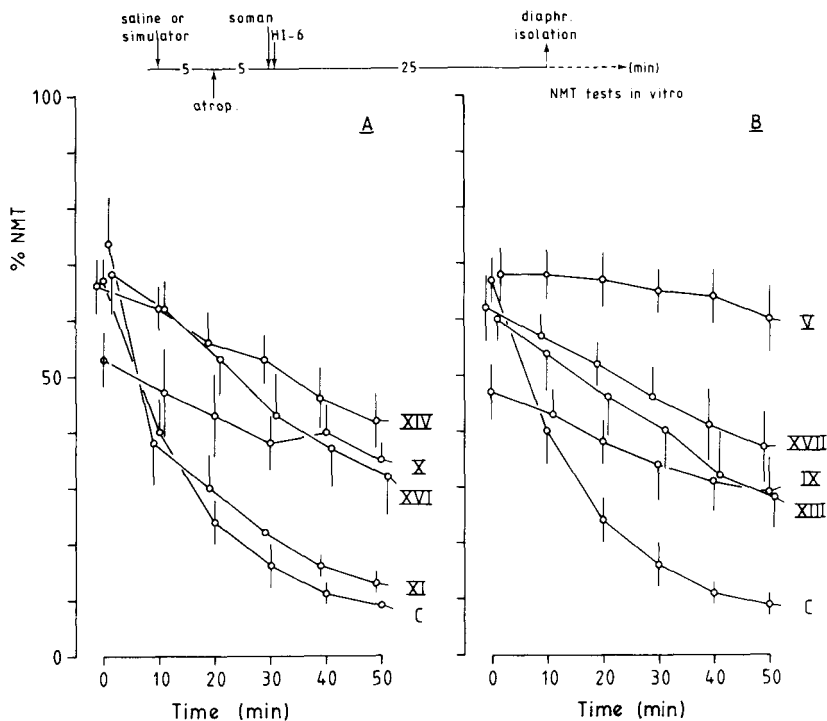 saline or
simulator
soman
HI-6
diaphr.
isolation
5 5 25 (min)
atrop.
NMT tests in vitro
A
B
% NMT
100
50
0
XIV
X
XVI
XI
C
V
XVII
IX
XIII
C
0 10 20 30 40 50
0 10 20 30 40 50
Time (min)
Time (min)